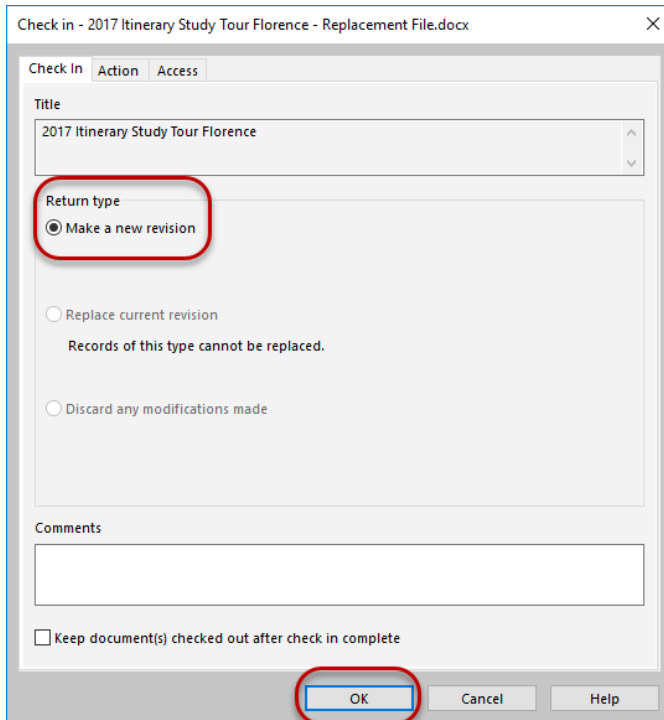 Check in - 2017 Itinerary Study Tour Florence - Replacement File.docx
Check In Action Access
Title
2017 Itinerary Study Tour Florence
Return type
Make a new revision
Replace current revision
Records of this type cannot be replaced.
Discard any modifications made
Comments
Keep document(s) checked out after check in complete
OK Cancel Help